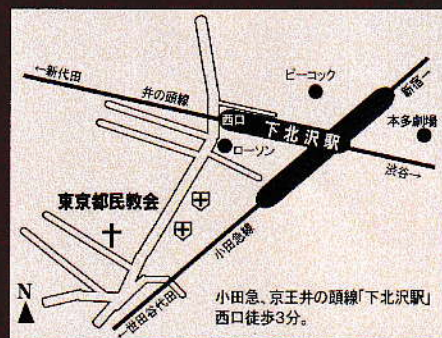 ←新代田
井の頭線
ピーコック
新宿→
西口
下北沢駅
本多劇場
ローソン
渋谷→
東京都民教会
小田急線
N
←世田谷代田
小田急、京王井の頭線「下北沢駅」
西口徒歩3分。